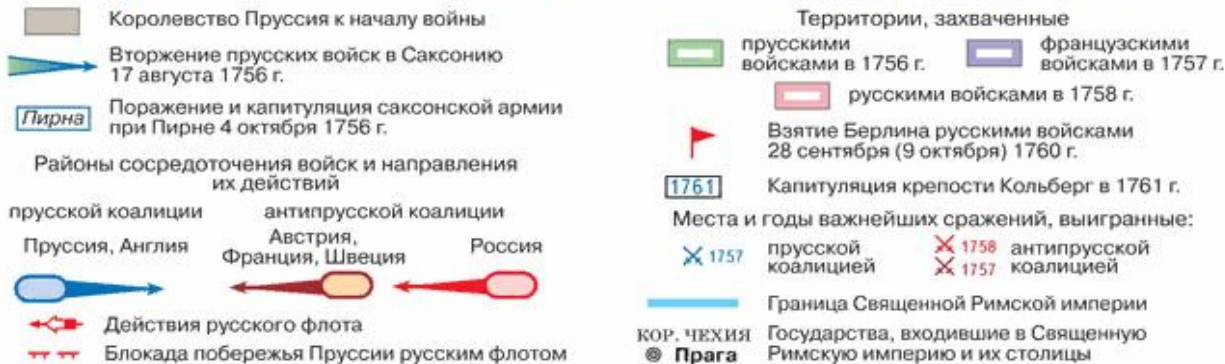 Королевство Пруссия к началу войны
Вторжение прусских войск в Саксонию
17 августа 1756 г.
Пирна
Поражение и капитуляция саксонской армии
при Пирне 4 октября 1756 г.
Районы сосредоточения войск и направления
их действий
прусской коалиции
антипрусской коалиции
Пруссия, Англия
Австрия,
Франция, Швеция
Россия
Действия русского флота
Блокада побережья Пруссии русским флотом
Территории, захваченные
прусскими
войсками в 1756 г.
французскими
войсками в 1757 г.
русскими войсками в 1758 г.
Взятие Берлина русскими войсками
28 сентября (9 октября) 1760 г.
1761
Капитуляция крепости Кольберг в 1761 г.
Места и годы важнейших сражений, выигранные:
1757
прусской
коалицией
1758
1757
антипрусской
коалицией
Граница Священной Римской империи
КОР. ЧЕХИЯ
Прага
Государства, входившие в Священную
Римскую империю и их столицы